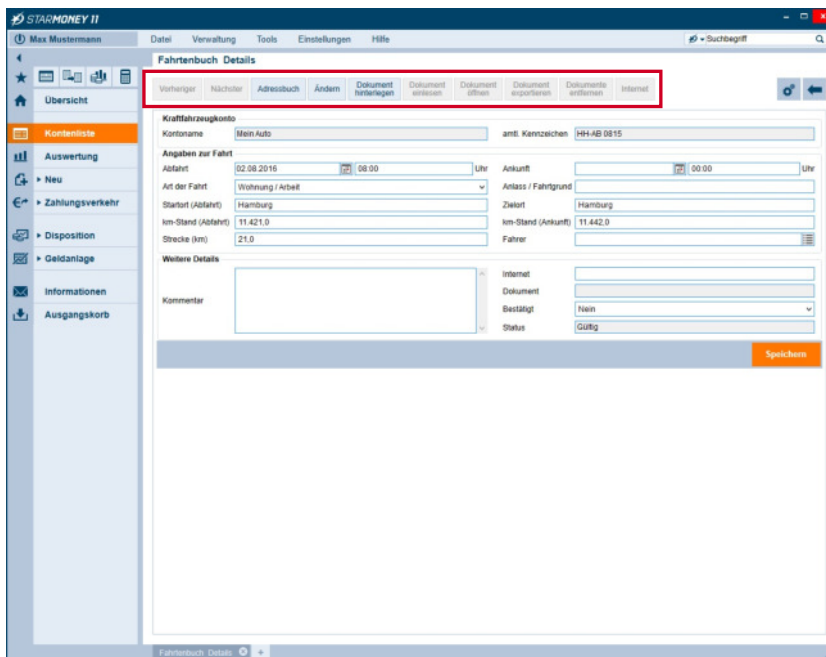 STARMONEY 11
Max Mustermann Datei Verwaltung Tools Einstellungen Hilfe Suchbegriff
Fahrtenbuch Details
Vorheriger Nächster Adressbuch Ändern Dokument hinterlegen Dokument einlesen Dokument öffnen Dokument exportieren Dokumente entfernen Internet
Übersicht
Kontenliste
Auswertung
Neu
Zahlungsverkehr
Disposition
Geldanlage
Informationen
Ausgangskorb
Kraftfahrzeugkonto
Kontoname Mein Auto amtl. Kennzeichen HH-AB 0815
Angaben zur Fahrt
Abfahrt 02.08.2016 08:00 Uhr Ankunft 00:00 Uhr
Art der Fahrt Wohnung / Arbeit Anlass / Fahrtgrund
Startort (Abfahrt) Hamburg Zielort Hamburg
km-Stand (Abfahrt) 11.421,0 km-Stand (Ankunft) 11.442,0
Strecke (km) 21,0 Fahrer
Weitere Details
Kommentar
Internet
Dokument
Bestätigt Nein
Status Gültig
Speichern
Fahrtenbuch Details